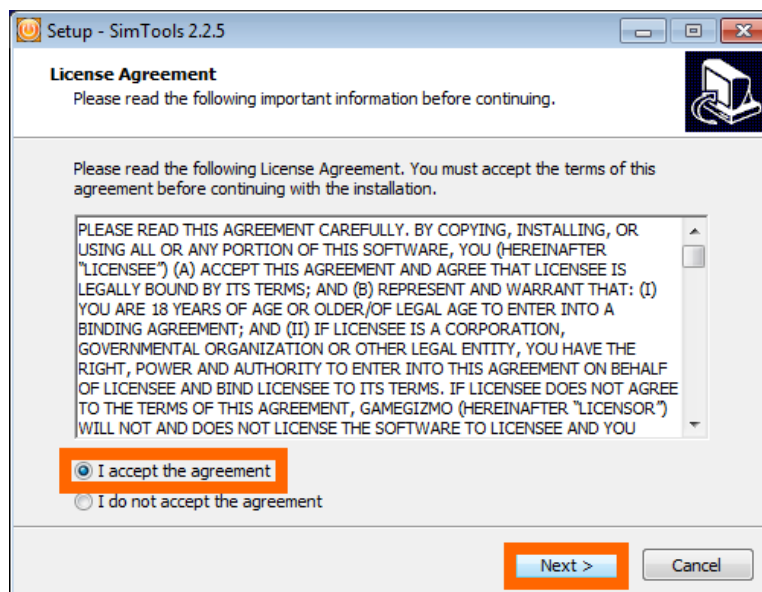 Setup - SimTools 2.2.5
License Agreement
Please read the following important information before continuing.
Please read the following License Agreement. You must accept the terms of this
agreement before continuing with the installation.
PLEASE READ THIS AGREEMENT CAREFULLY. BY COPYING, INSTALLING, OR
USING ALL OR ANY PORTION OF THIS SOFTWARE, YOU (HEREINAFTER
"LICENSEE") (A) ACCEPT THIS AGREEMENT AND AGREE THAT LICENSEE IS
LEGALLY BOUND BY ITS TERMS; AND (B) REPRESENT AND WARRANT THAT: (I)
YOU ARE 18 YEARS OF AGE OR OLDER/OF LEGAL AGE TO ENTER INTO A
BINDING AGREEMENT; AND (II) IF LICENSEE IS A CORPORATION,
GOVERNMENTAL ORGANIZATION OR OTHER LEGAL ENTITY, YOU HAVE THE
RIGHT, POWER AND AUTHORITY TO ENTER INTO THIS AGREEMENT ON BEHALF
OF LICENSEE AND BIND LICENSEE TO ITS TERMS. IF LICENSEE DOES NOT AGREE
TO THE TERMS OF THIS AGREEMENT, GAMEGIZMO (HEREINAFTER "LICENSOR")
WILL NOT AND DOES NOT LICENSE THE SOFTWARE TO LICENSEE AND YOU
I accept the agreement
I do not accept the agreement
Next >
Cancel